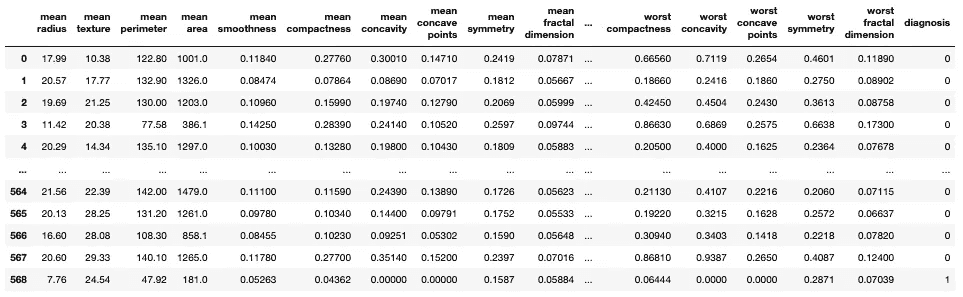 mean radius mean texture mean perimeter mean area mean smoothness mean compactness mean concavity mean concave points mean symmetry mean fractal dimension ... worst compactness worst concavity worst concave points worst symmetry worst fractal dimension diagnosis
0 17.99 10.38 122.80 1001.0 0.11840 0.27760 0.30010 0.14710 0.2419 0.07871 ... 0.66560 0.7119 0.2654 0.4601 0.11890 0
1 20.57 17.77 132.90 1326.0 0.08474 0.07864 0.08690 0.07017 0.1812 0.05667 ... 0.18660 0.2416 0.1860 0.2750 0.08902 0
2 19.69 21.25 130.00 1203.0 0.10960 0.15990 0.19740 0.12790 0.2069 0.05999 ... 0.42450 0.4504 0.2430 0.3613 0.08758 0
3 11.42 20.38 77.58 386.1 0.14250 0.28390 0.24140 0.10520 0.2597 0.09744 ... 0.86630 0.6869 0.2575 0.6638 0.17300 0
4 20.29 14.34 135.10 1297.0 0.10030 0.13280 0.19800 0.10430 0.1809 0.05883 ... 0.20500 0.4000 0.1625 0.2364 0.07678 0
... ... ... ... ... ... ... ... ... ... ... ... ... ... ... ... ...
564 21.56 22.39 142.00 1479.0 0.11100 0.11590 0.24390 0.13890 0.1726 0.05623 ... 0.21130 0.4107 0.2216 0.2060 0.07115 0
565 20.13 28.25 131.20 1261.0 0.09780 0.10340 0.14400 0.09791 0.1752 0.05533 ... 0.19220 0.3215 0.1628 0.2572 0.06637 0
566 16.60 28.08 108.30 858.1 0.08455 0.10230 0.09251 0.05302 0.1590 0.05648 ... 0.30940 0.3403 0.1418 0.2218 0.07820 0
567 20.60 29.33 140.10 1265.0 0.11780 0.27700 0.35140 0.15200 0.2397 0.07016 ... 0.86810 0.9387 0.2650 0.4087 0.12400 0
568 7.76 24.54 47.92 181.0 0.05263 0.04362 0.00000 0.00000 0.1587 0.05884 ... 0.06444 0.0000 0.0000 0.2871 0.07039 1